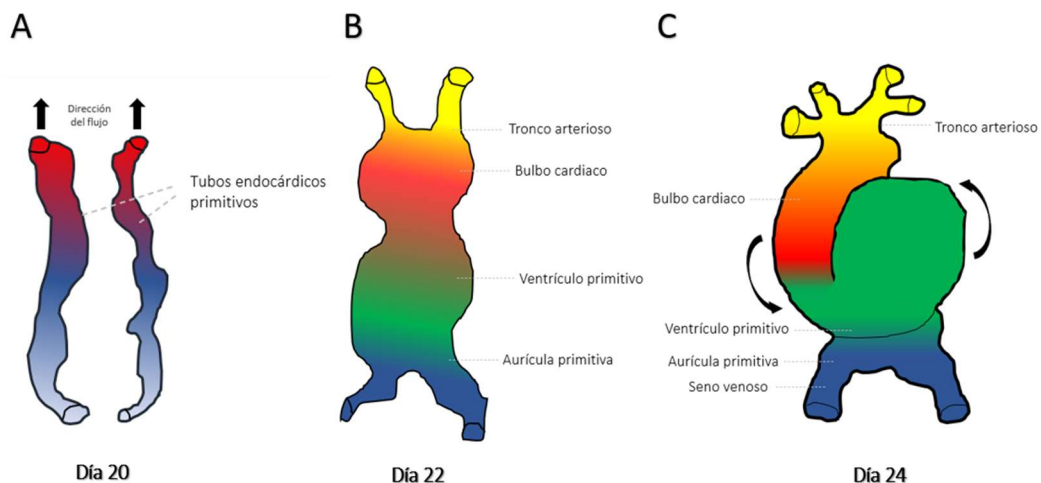 A
Dirección
del flujo
Tubos endocárdicos
primitivos
Día 20
B
Tronco arterioso
Bulbo cardiaco
Ventrículo primitivo
Aurícula primitiva
Día 22
C
Tronco arterioso
Bulbo cardiaco
Ventrículo primitivo
Aurícula primitiva
Seno venoso
Día 24